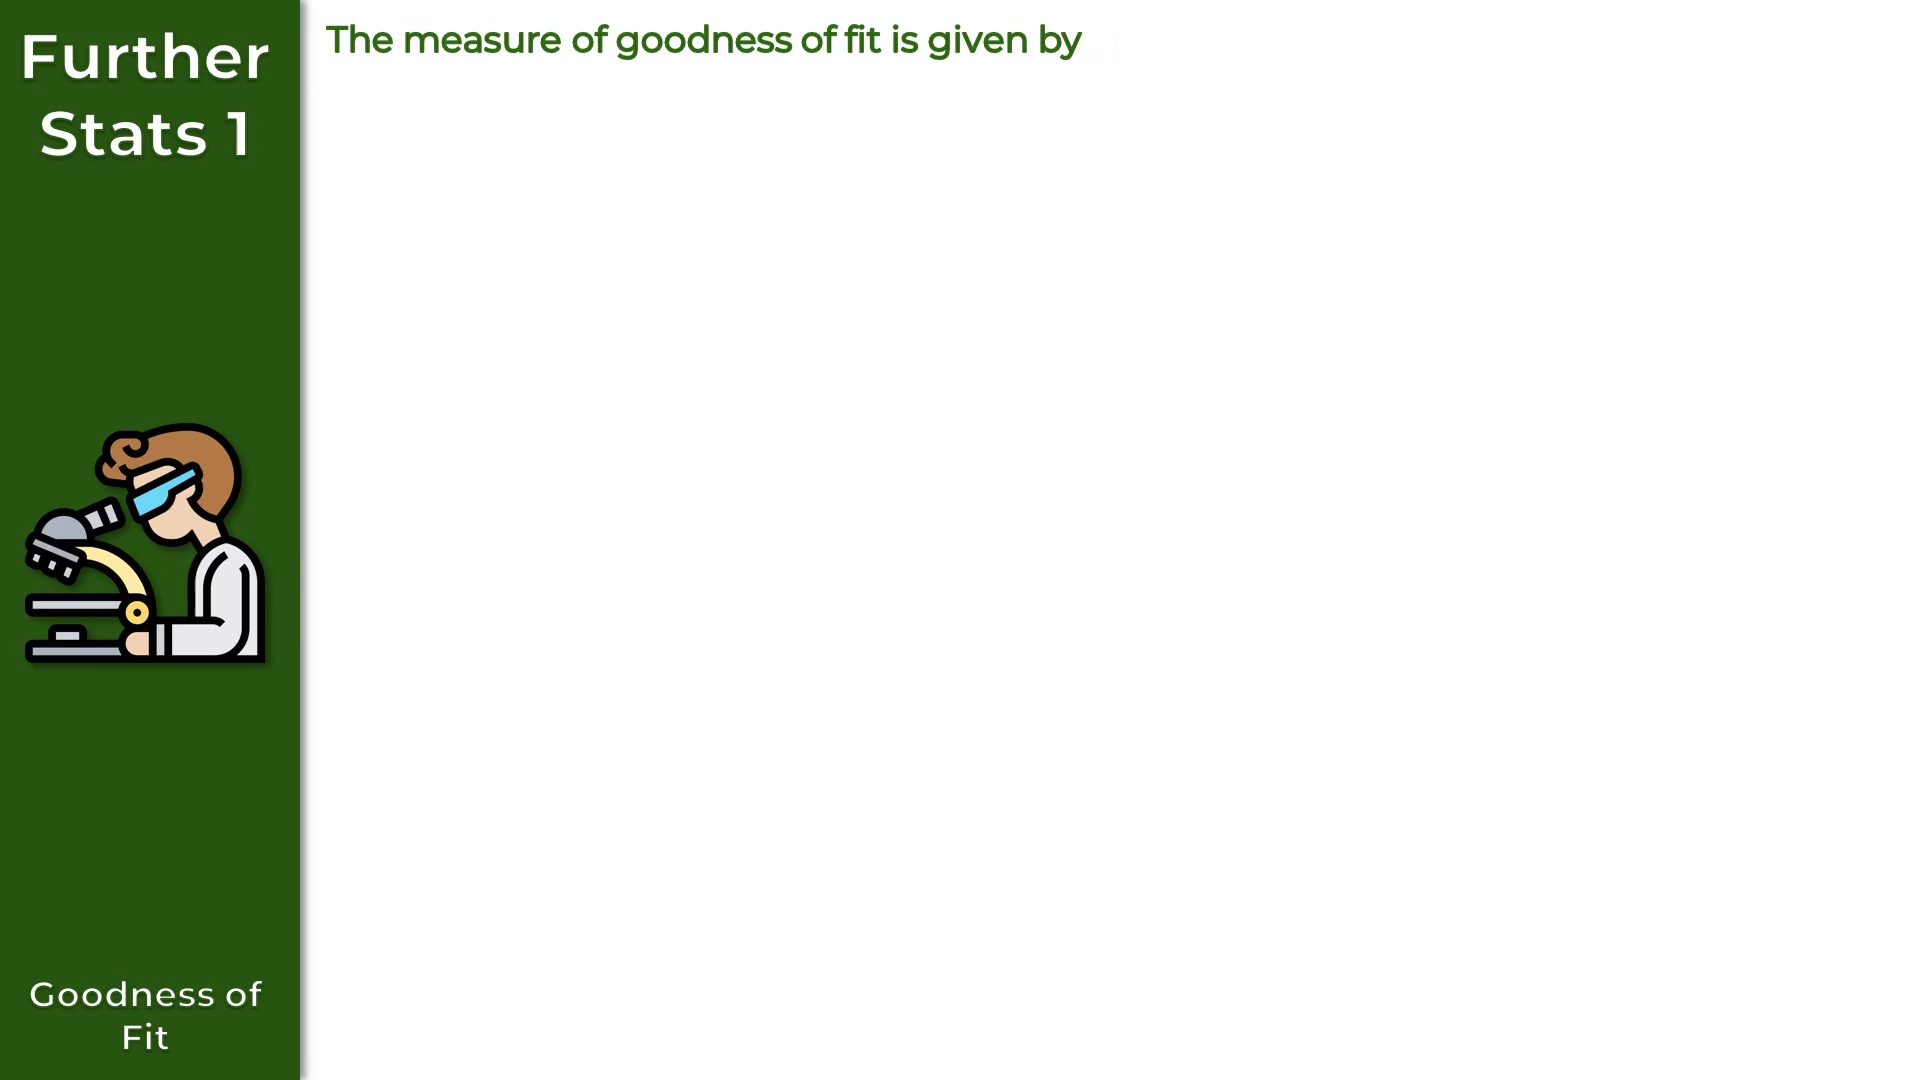 Further
Stats 1
The measure of goodness of fit is given by
Goodness of
Fit